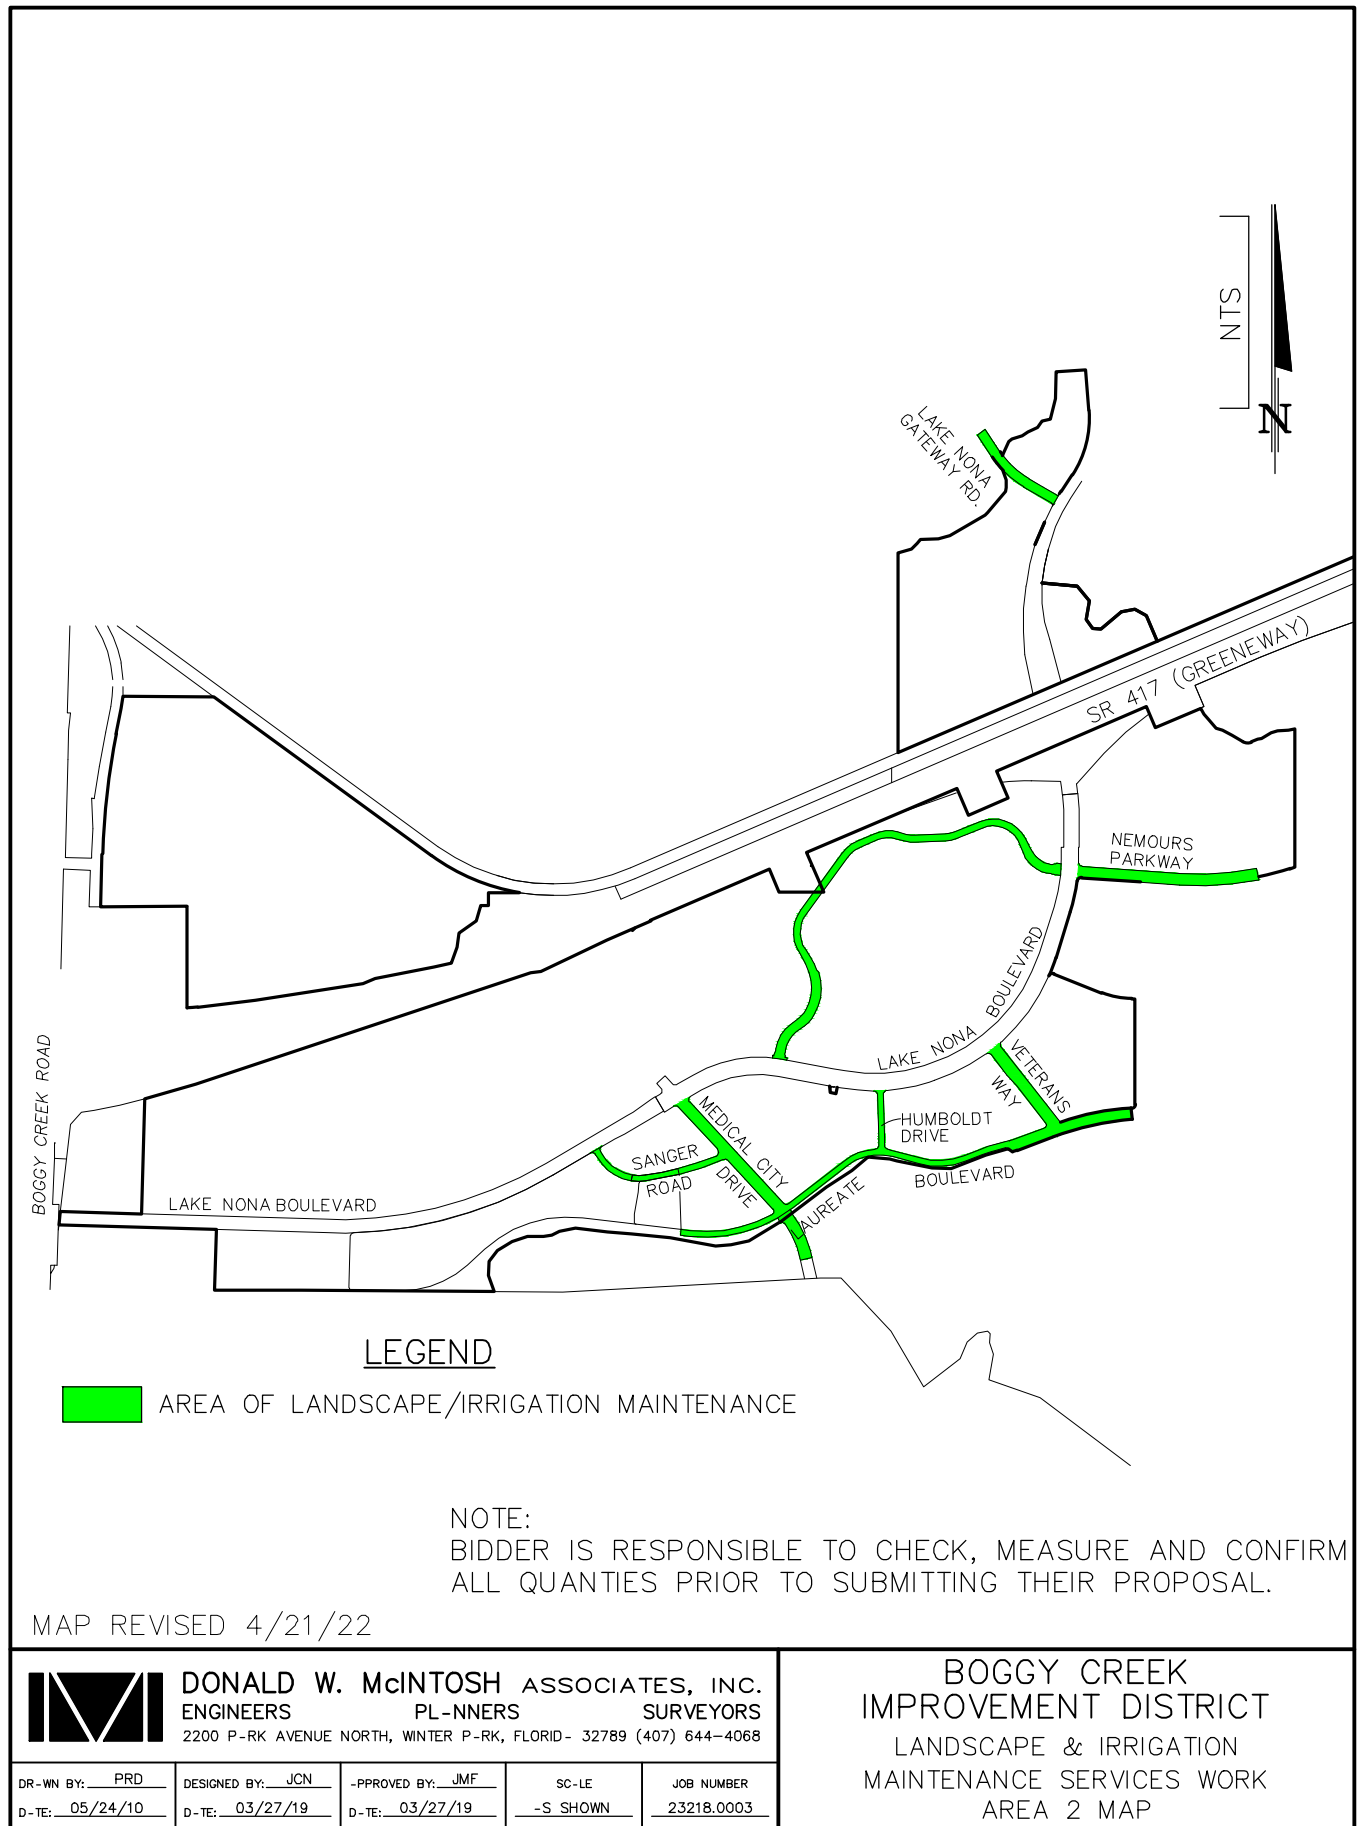 NTS
N
LAKE NONA
GATEWAY RD.
SR 417 (GREENEWAY)
NEMOURS
PARKWAY
LAKE NONA BOULEVARD
BOGGY CREEK ROAD
VETERANS
WAY
MEDICAL CITY
DRIVE
HUMBOLDT
DRIVE
SANGER
ROAD
AUREATE
BOULEVARD
LAKE NONA BOULEVARD
LEGEND
AREA OF LANDSCAPE/IRRIGATION MAINTENANCE
NOTE:
BIDDER IS RESPONSIBLE TO CHECK, MEASURE AND CONFIRM
ALL QUANTIES PRIOR TO SUBMITTING THEIR PROPOSAL.
MAP REVISED 4/21/22
DONALD W. McINTOSH ASSOCIATES, INC.
ENGINEERS PL-NNERS SURVEYORS
2200 P-RK AVENUE NORTH, WINTER P-RK, FLORID- 32789 (407) 644-4068
DR-WN BY: PRD
D-TE: 05/24/10
DESIGNED BY: JCN
D-TE: 03/27/19
-PPROVED BY: JMF
D-TE: 03/27/19
SC-LE
-S SHOWN
JOB NUMBER
23218.0003
BOGGY CREEK
IMPROVEMENT DISTRICT
LANDSCAPE & IRRIGATION
MAINTENANCE SERVICES WORK
AREA 2 MAP